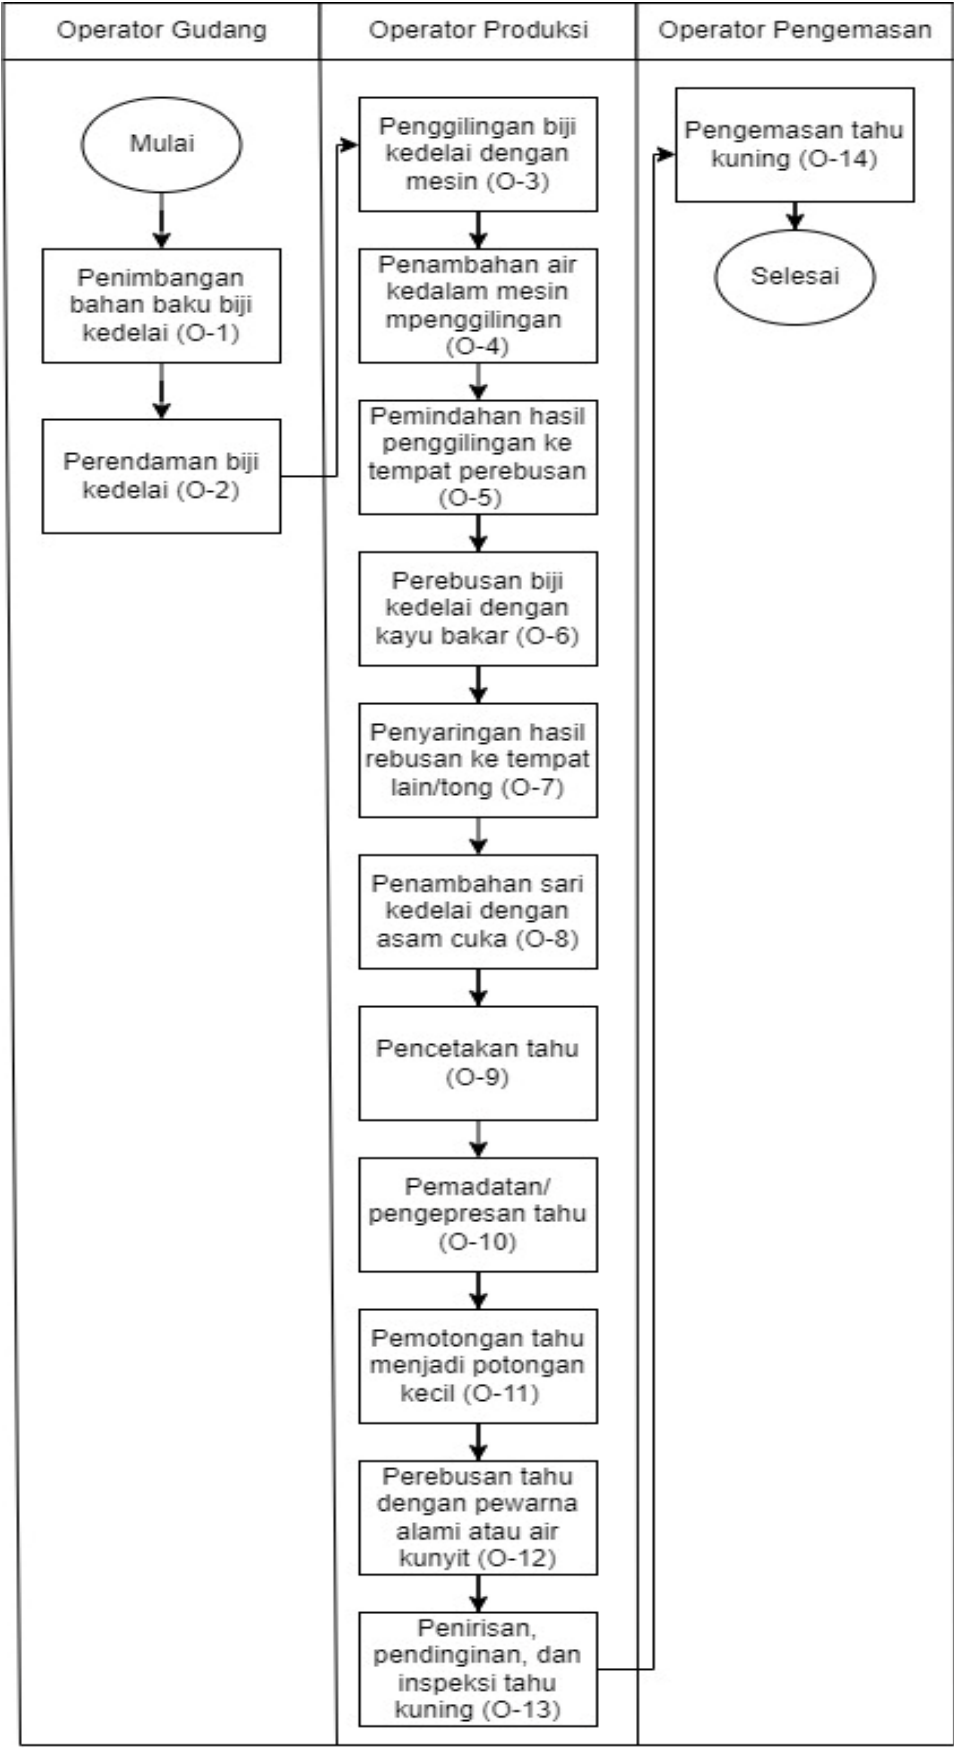 Operator Gudang
Operator Produksi
Operator Pengemasan
Mulai
Penimbangan
bahan baku biji
kedelai (O-1)
Perendaman biji
kedelai (O-2)
Penggilingan biji
kedelai dengan
mesin (O-3)
Penambahan air
kedalam mesin
mpenggilingan
(O-4)
Pemindahan hasil
penggilingan ke
tempat perebusan
(O-5)
Perebusan biji
kedelai dengan
kayu bakar (O-6)
Penyaringan hasil
rebusan ke tempat
lain/tong (O-7)
Penambahan sari
kedelai dengan
asam cuka (O-8)
Pencetakan tahu
(O-9)
Pemadatan/
pengepresan tahu
(O-10)
Pemotongan tahu
menjadi potongan
kecil (O-11)
Perebusan tahu
dengan pewarna
alami atau air
kunyit (O-12)
Penirisan,
pendinginan, dan
inspeksi tahu
kuning (O-13)
Pengemasan tahu
kuning (O-14)
Selesai